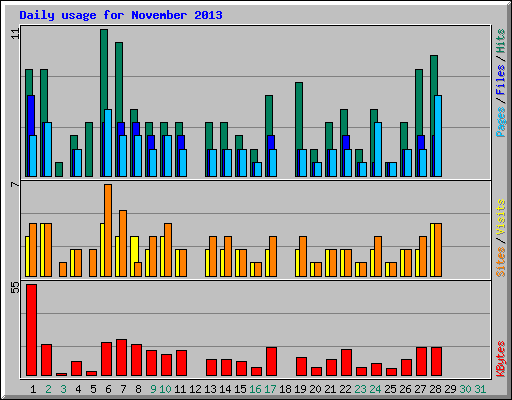 Daily usage for November 2013
11
Pages / Files / Hits
7
Sites / Visits
55
KBytes
1 2 3 4 5 6 7 8 9 10 11 12 13 14 15 16 17 18 19 20 21 22 23 24 25 26 27 28 29 30 31